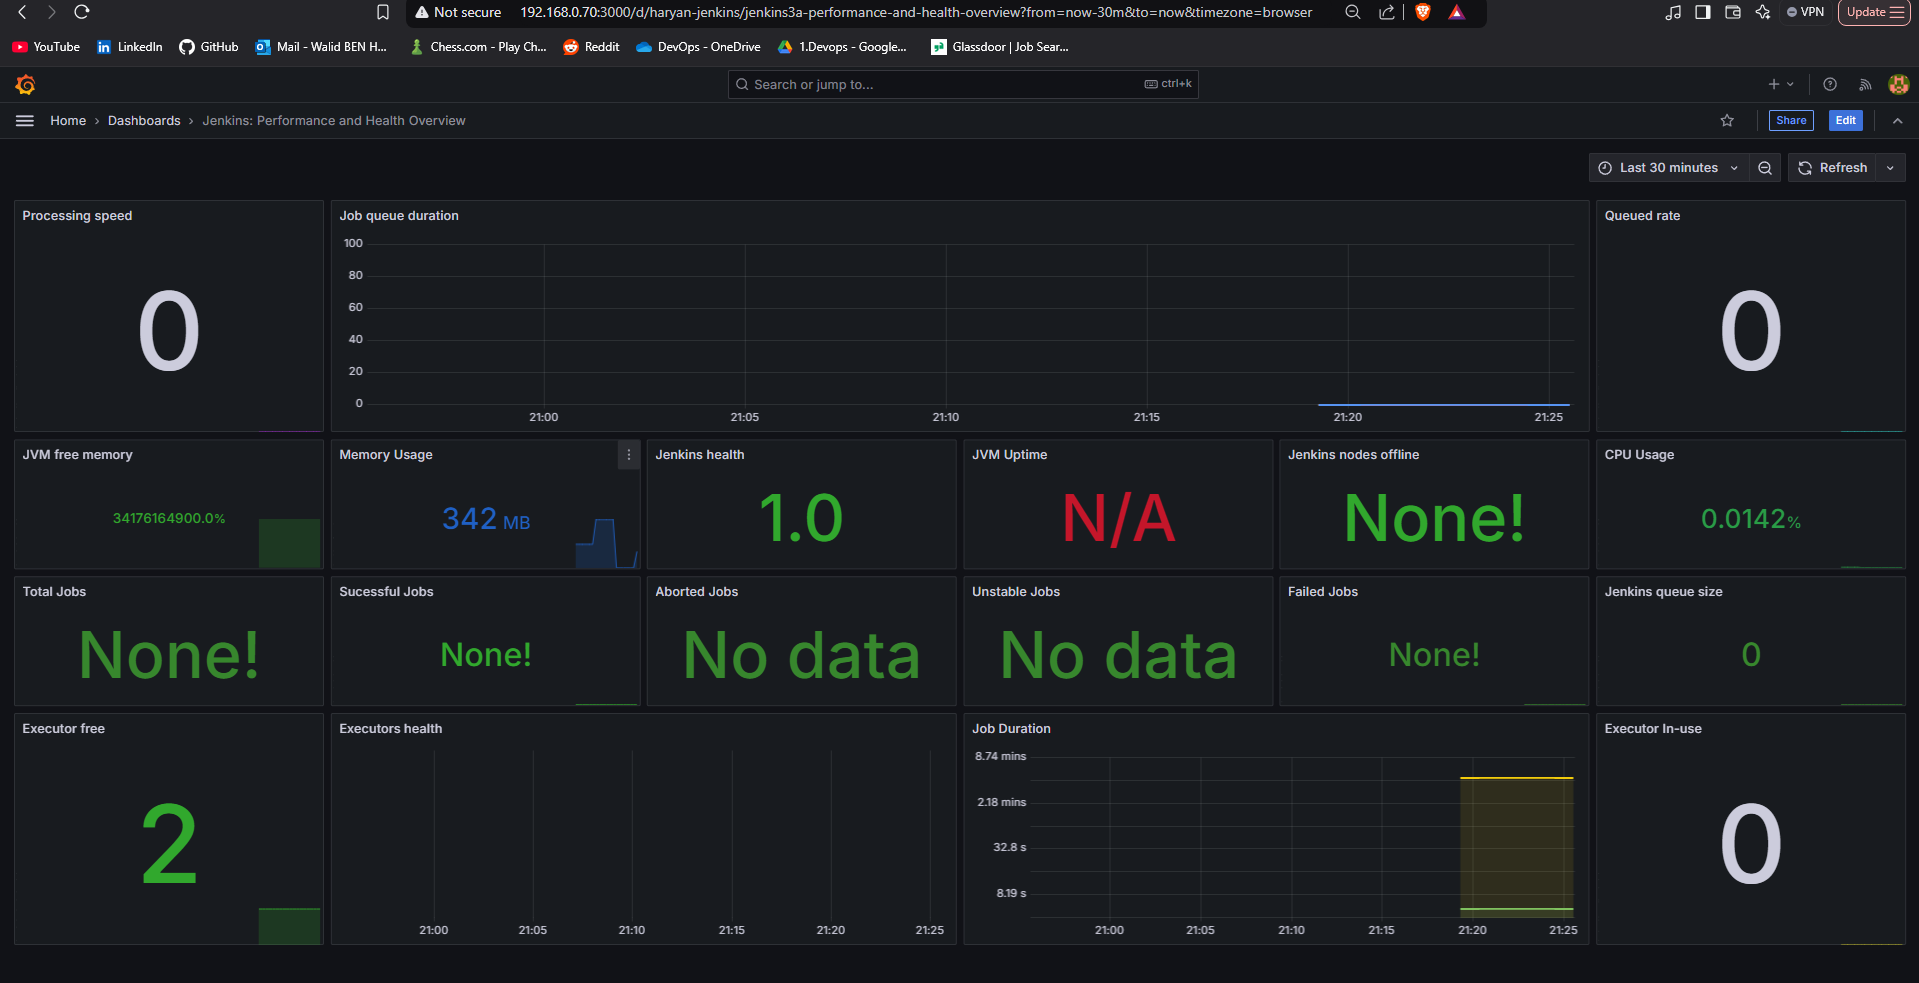 Not secure 192.168.0.70:3000/d/haryan-jenkins/jenkins3a-performance-and-health-overview?from=now-30m&to=now&timezone=browser VPN Update
YouTube LinkedIn GitHub Mail - Walid BEN H... Chess.com - Play Ch... Reddit DevOps - OneDrive 1.Devops - Google... Glassdoor | Job Sear...
Search or jump to... ctrl+k
Home › Dashboards › Jenkins: Performance and Health Overview Share Edit
Last 30 minutes Refresh
Processing speed
0
Job queue duration
100
80
60
40
20
0
21:00 21:05 21:10 21:15 21:20 21:25
Queued rate
0
JVM free memory
34176164900.0%
Memory Usage
342 MB
Jenkins health
1.0
JVM Uptime
N/A
Jenkins nodes offline
None!
CPU Usage
0.0142%
Total Jobs
None!
Sucessful Jobs
None!
Aborted Jobs
No data
Unstable Jobs
No data
Failed Jobs
None!
Jenkins queue size
0
Executor free
2
Executors health
21:00 21:05 21:10 21:15 21:20 21:25
Job Duration
8.74 mins
2.18 mins
32.8 s
8.19 s
21:00 21:05 21:10 21:15 21:20 21:25
Executor In-use
0